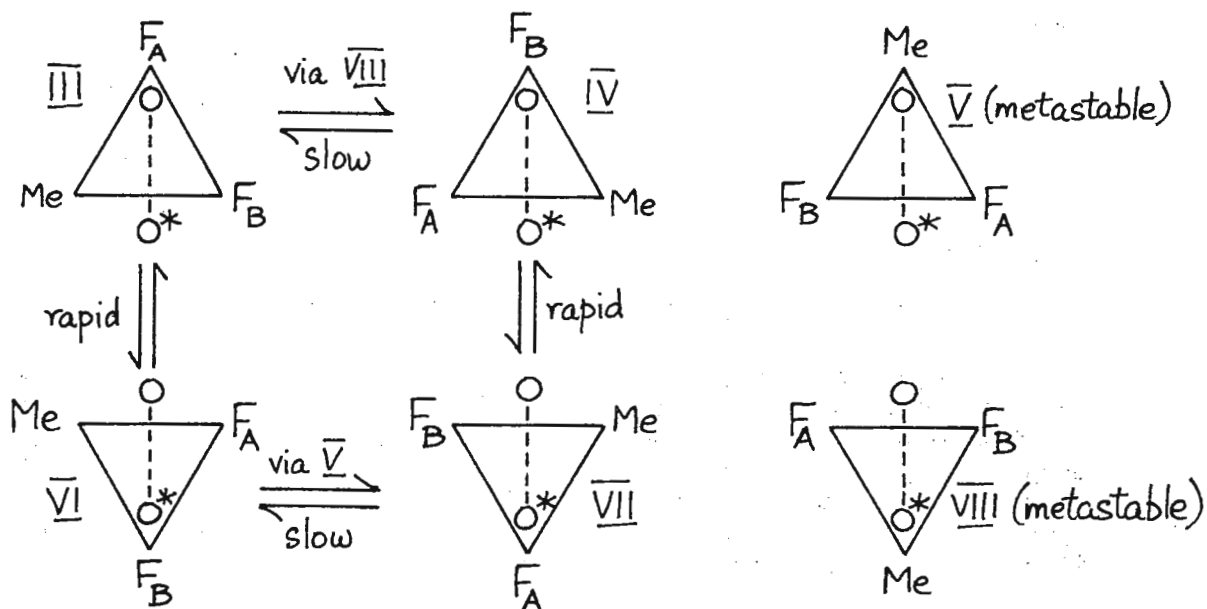 F_A
III
Me
F_B
O
O*
via VIII
slow
F_B
IV
F_A
Me
O
O*
Me
V (metastable)
F_B
F_A
O
O*
rapid
rapid
O
Me
F_A
VI
O*
F_B
via V
slow
O
F_B
Me
VII
O*
F_A
O
F_A
F_B
VIII (metastable)
O*
Me